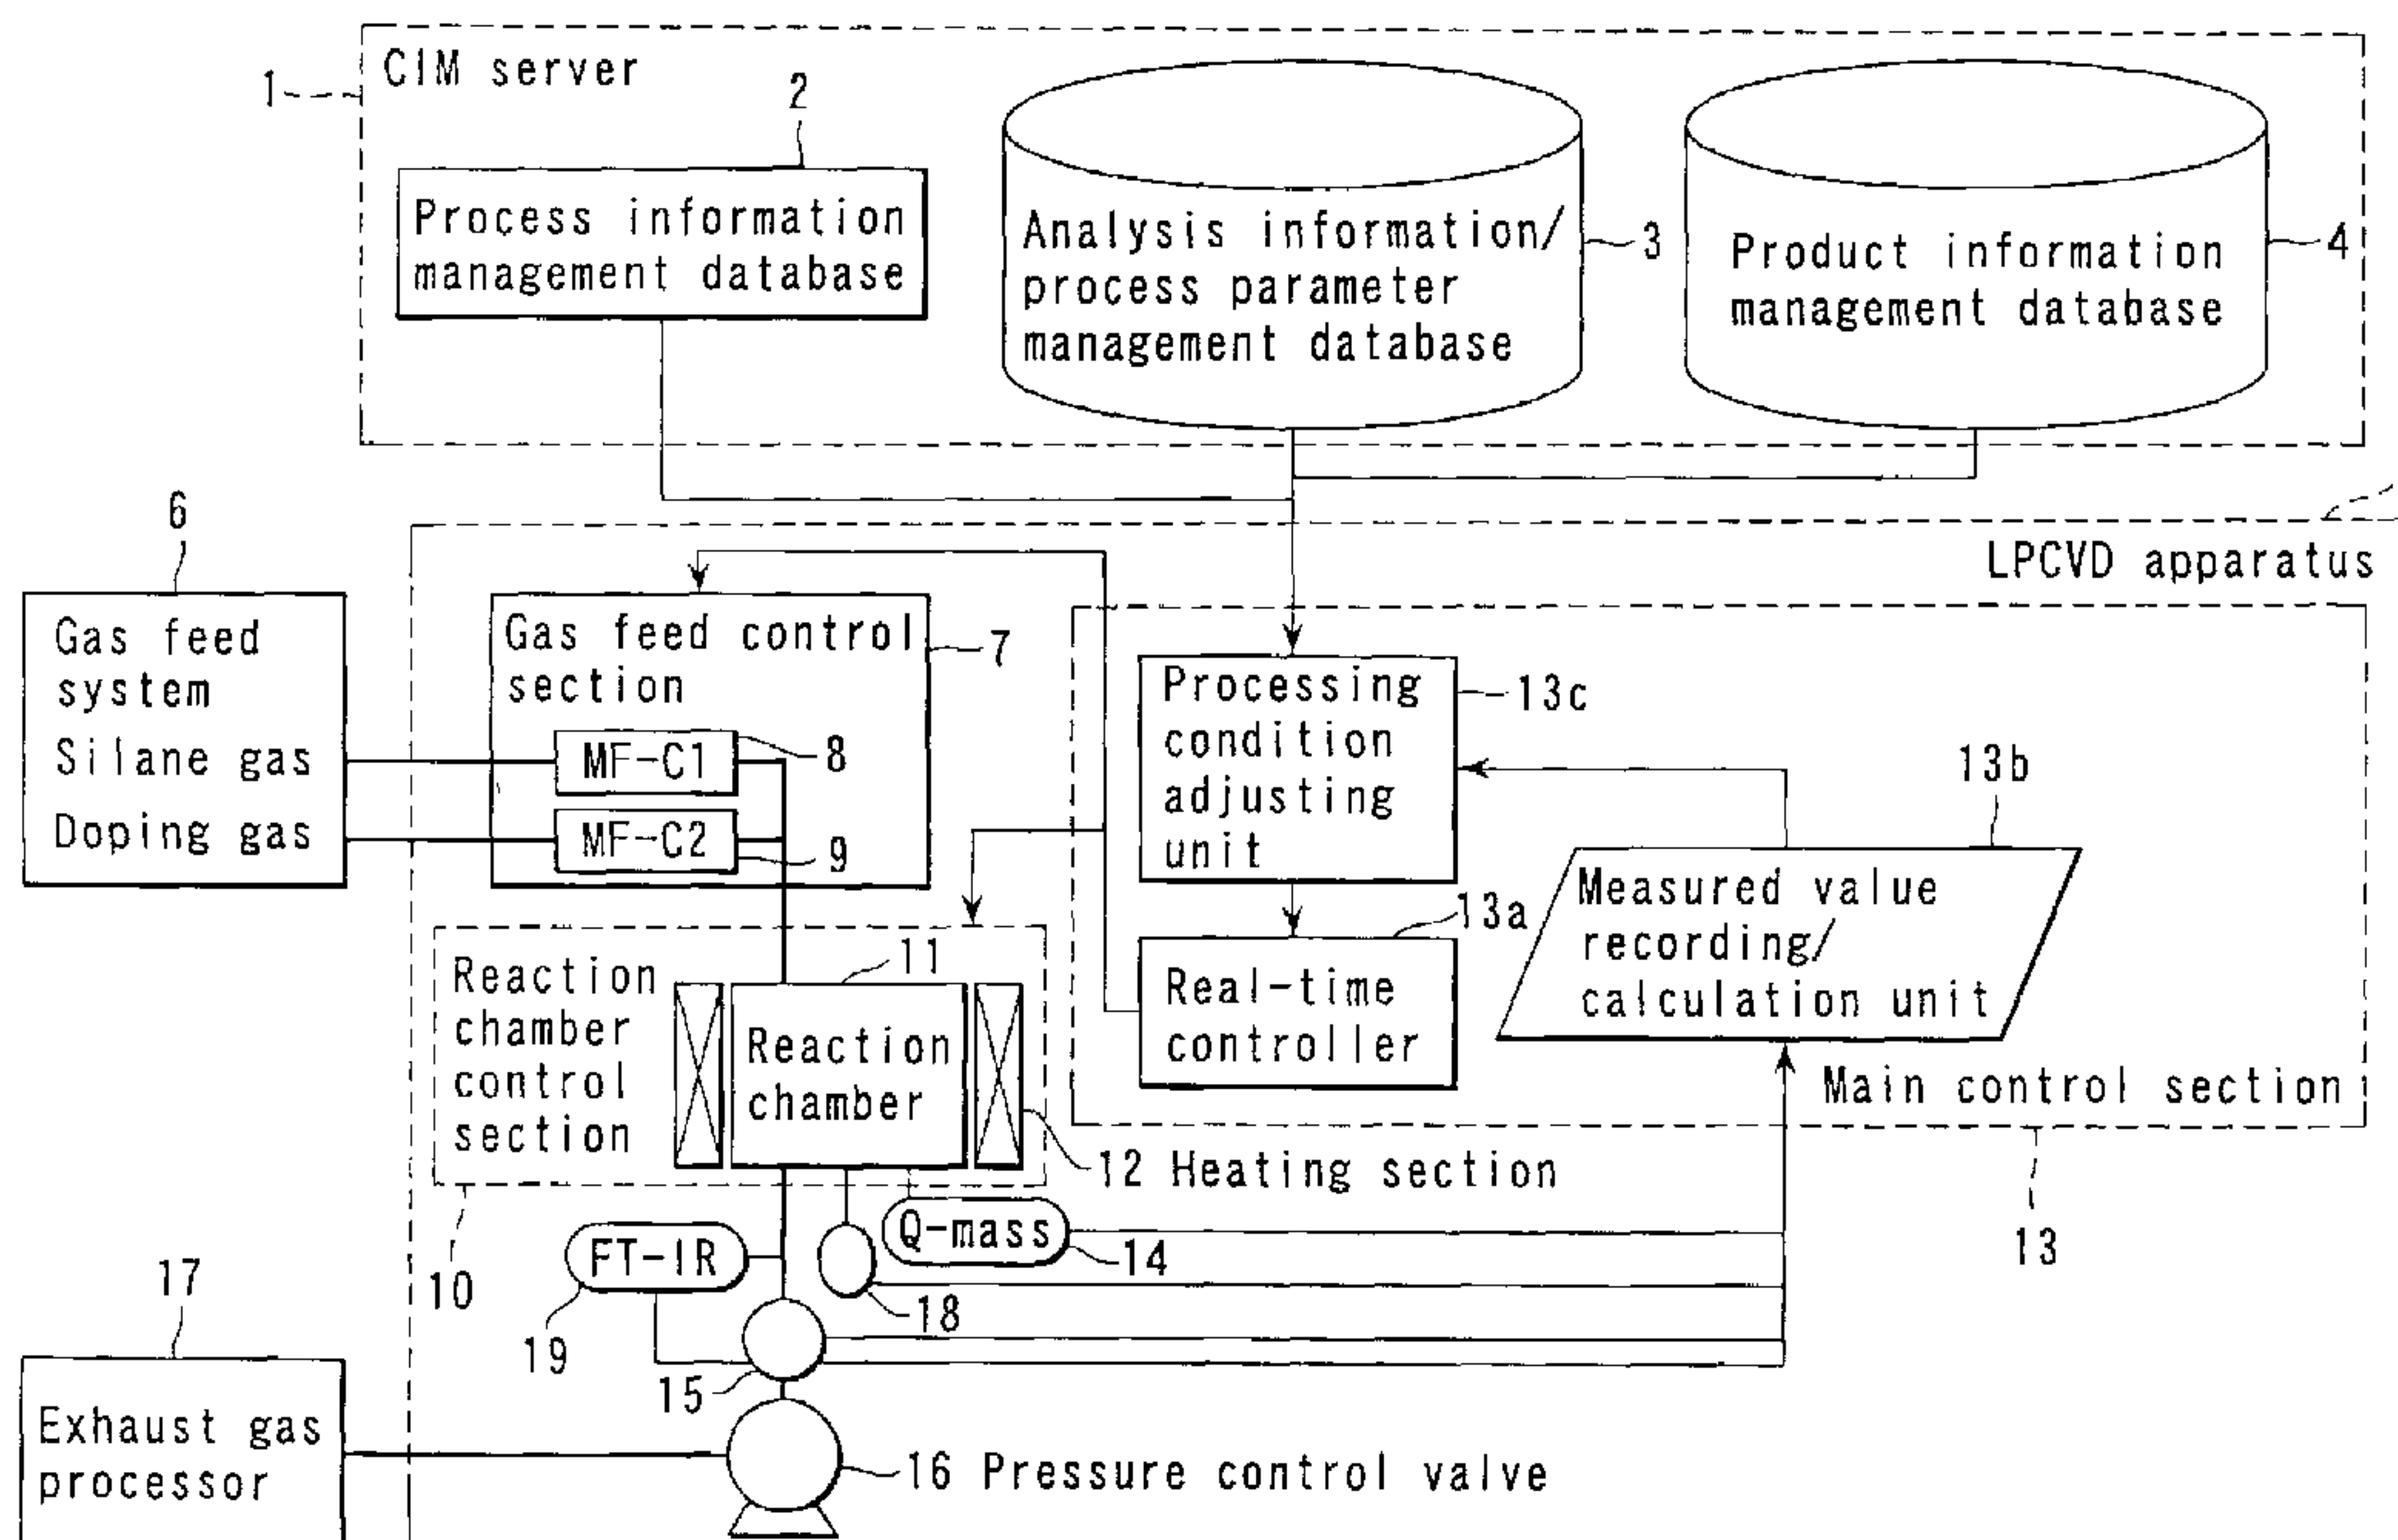 CIM server
1
2
Process information
management database
Analysis information/
process parameter
management database
3
Product information
management database
4
LPCVD apparatus
6
Gas feed
system
Silane gas
Doping gas
Gas feed control
section
7
MF-C1
8
MF-C2
9
Processing
condition
adjusting
unit
13c
13b
Measured value
recording/
calculation unit
13a
Real-time
controller
Main control section
13
Reaction
chamber
control
section
11
Reaction
chamber
12 Heating section
10
Q-mass
14
FT-IR
19
18
15
17
Exhaust gas
processor
16 Pressure control valve